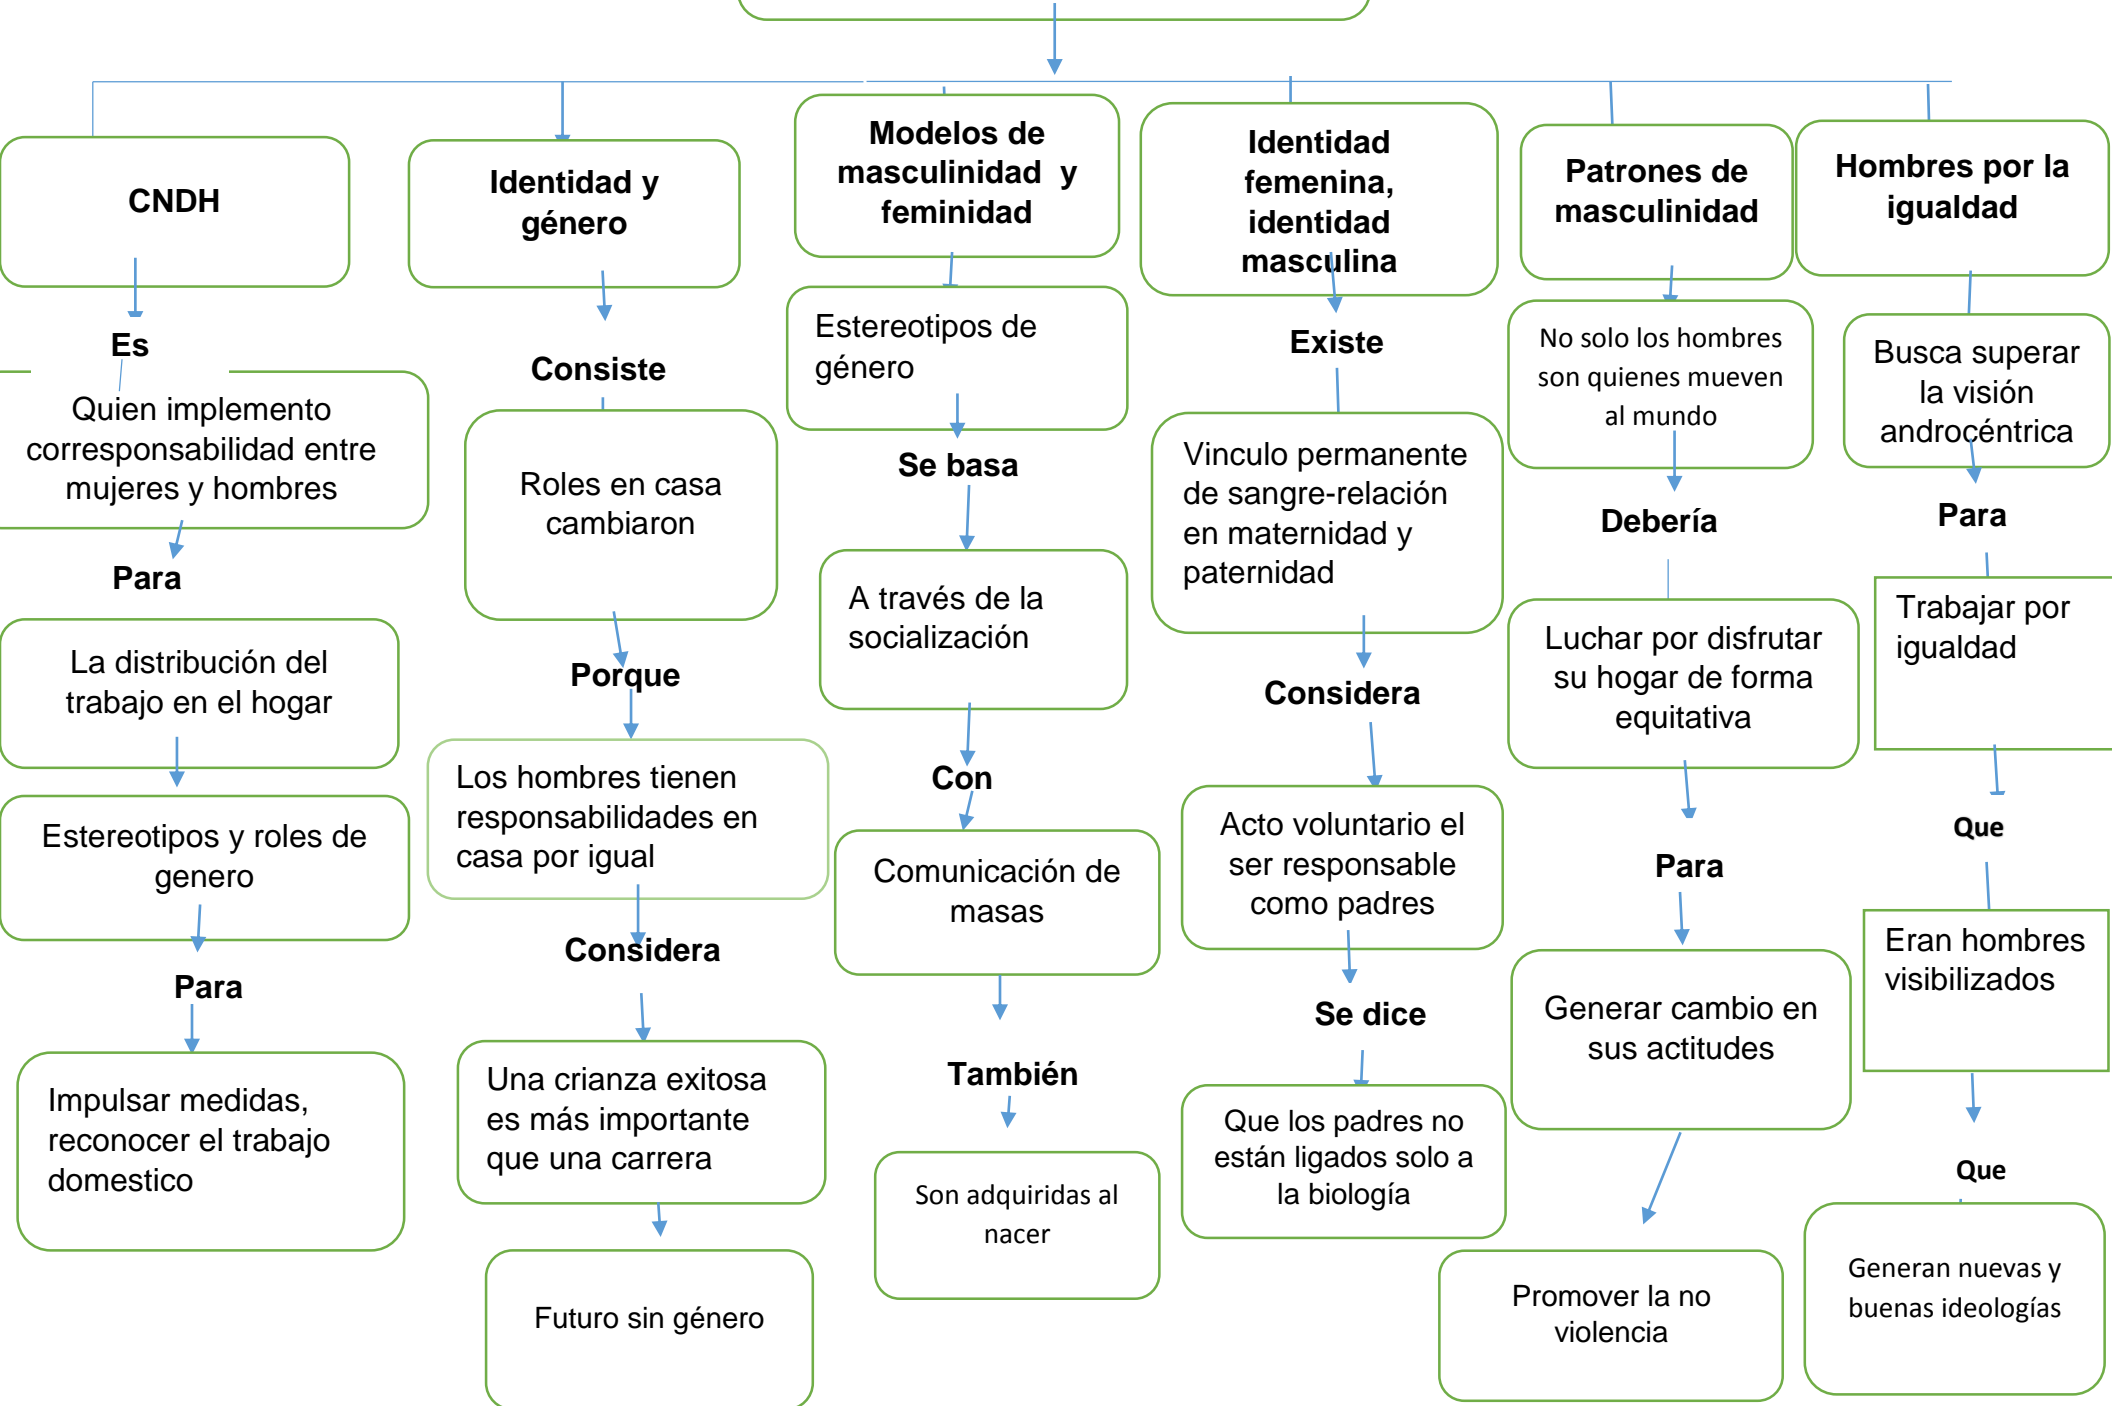 CNDH
Es
Quien implemento
corresponsabilidad entre
mujeres y hombres
Para
La distribución del
trabajo en el hogar
Estereotipos y roles de
genero
Para
Impulsar medidas,
reconocer el trabajo
domestico
Identidad y
género
Consiste
Roles en casa
cambiaron
Porque
Los hombres tienen
responsabilidades en
casa por igual
Considera
Una crianza exitosa
es más importante
que una carrera
Futuro sin género
Modelos de
masculinidad y
feminidad
Estereotipos de
género
Se basa
A través de la
socialización
Con
Comunicación de
masas
También
Son adquiridas al
nacer
Identidad
femenina,
identidad
masculina
Existe
Vinculo permanente
de sangre-relación
en maternidad y
paternidad
Considera
Acto voluntario el
ser responsable
como padres
Se dice
Que los padres no
están ligados solo a
la biología
Patrones de
masculinidad
No solo los hombres
son quienes mueven
al mundo
Debería
Luchar por disfrutar
su hogar de forma
equitativa
Para
Generar cambio en
sus actitudes
Promover la no
violencia
Hombres por la
igualdad
Busca superar
la visión
androcéntrica
Para
Trabajar por
igualdad
Que
Eran hombres
visibilizados
Que
Generan nuevas y
buenas ideologías